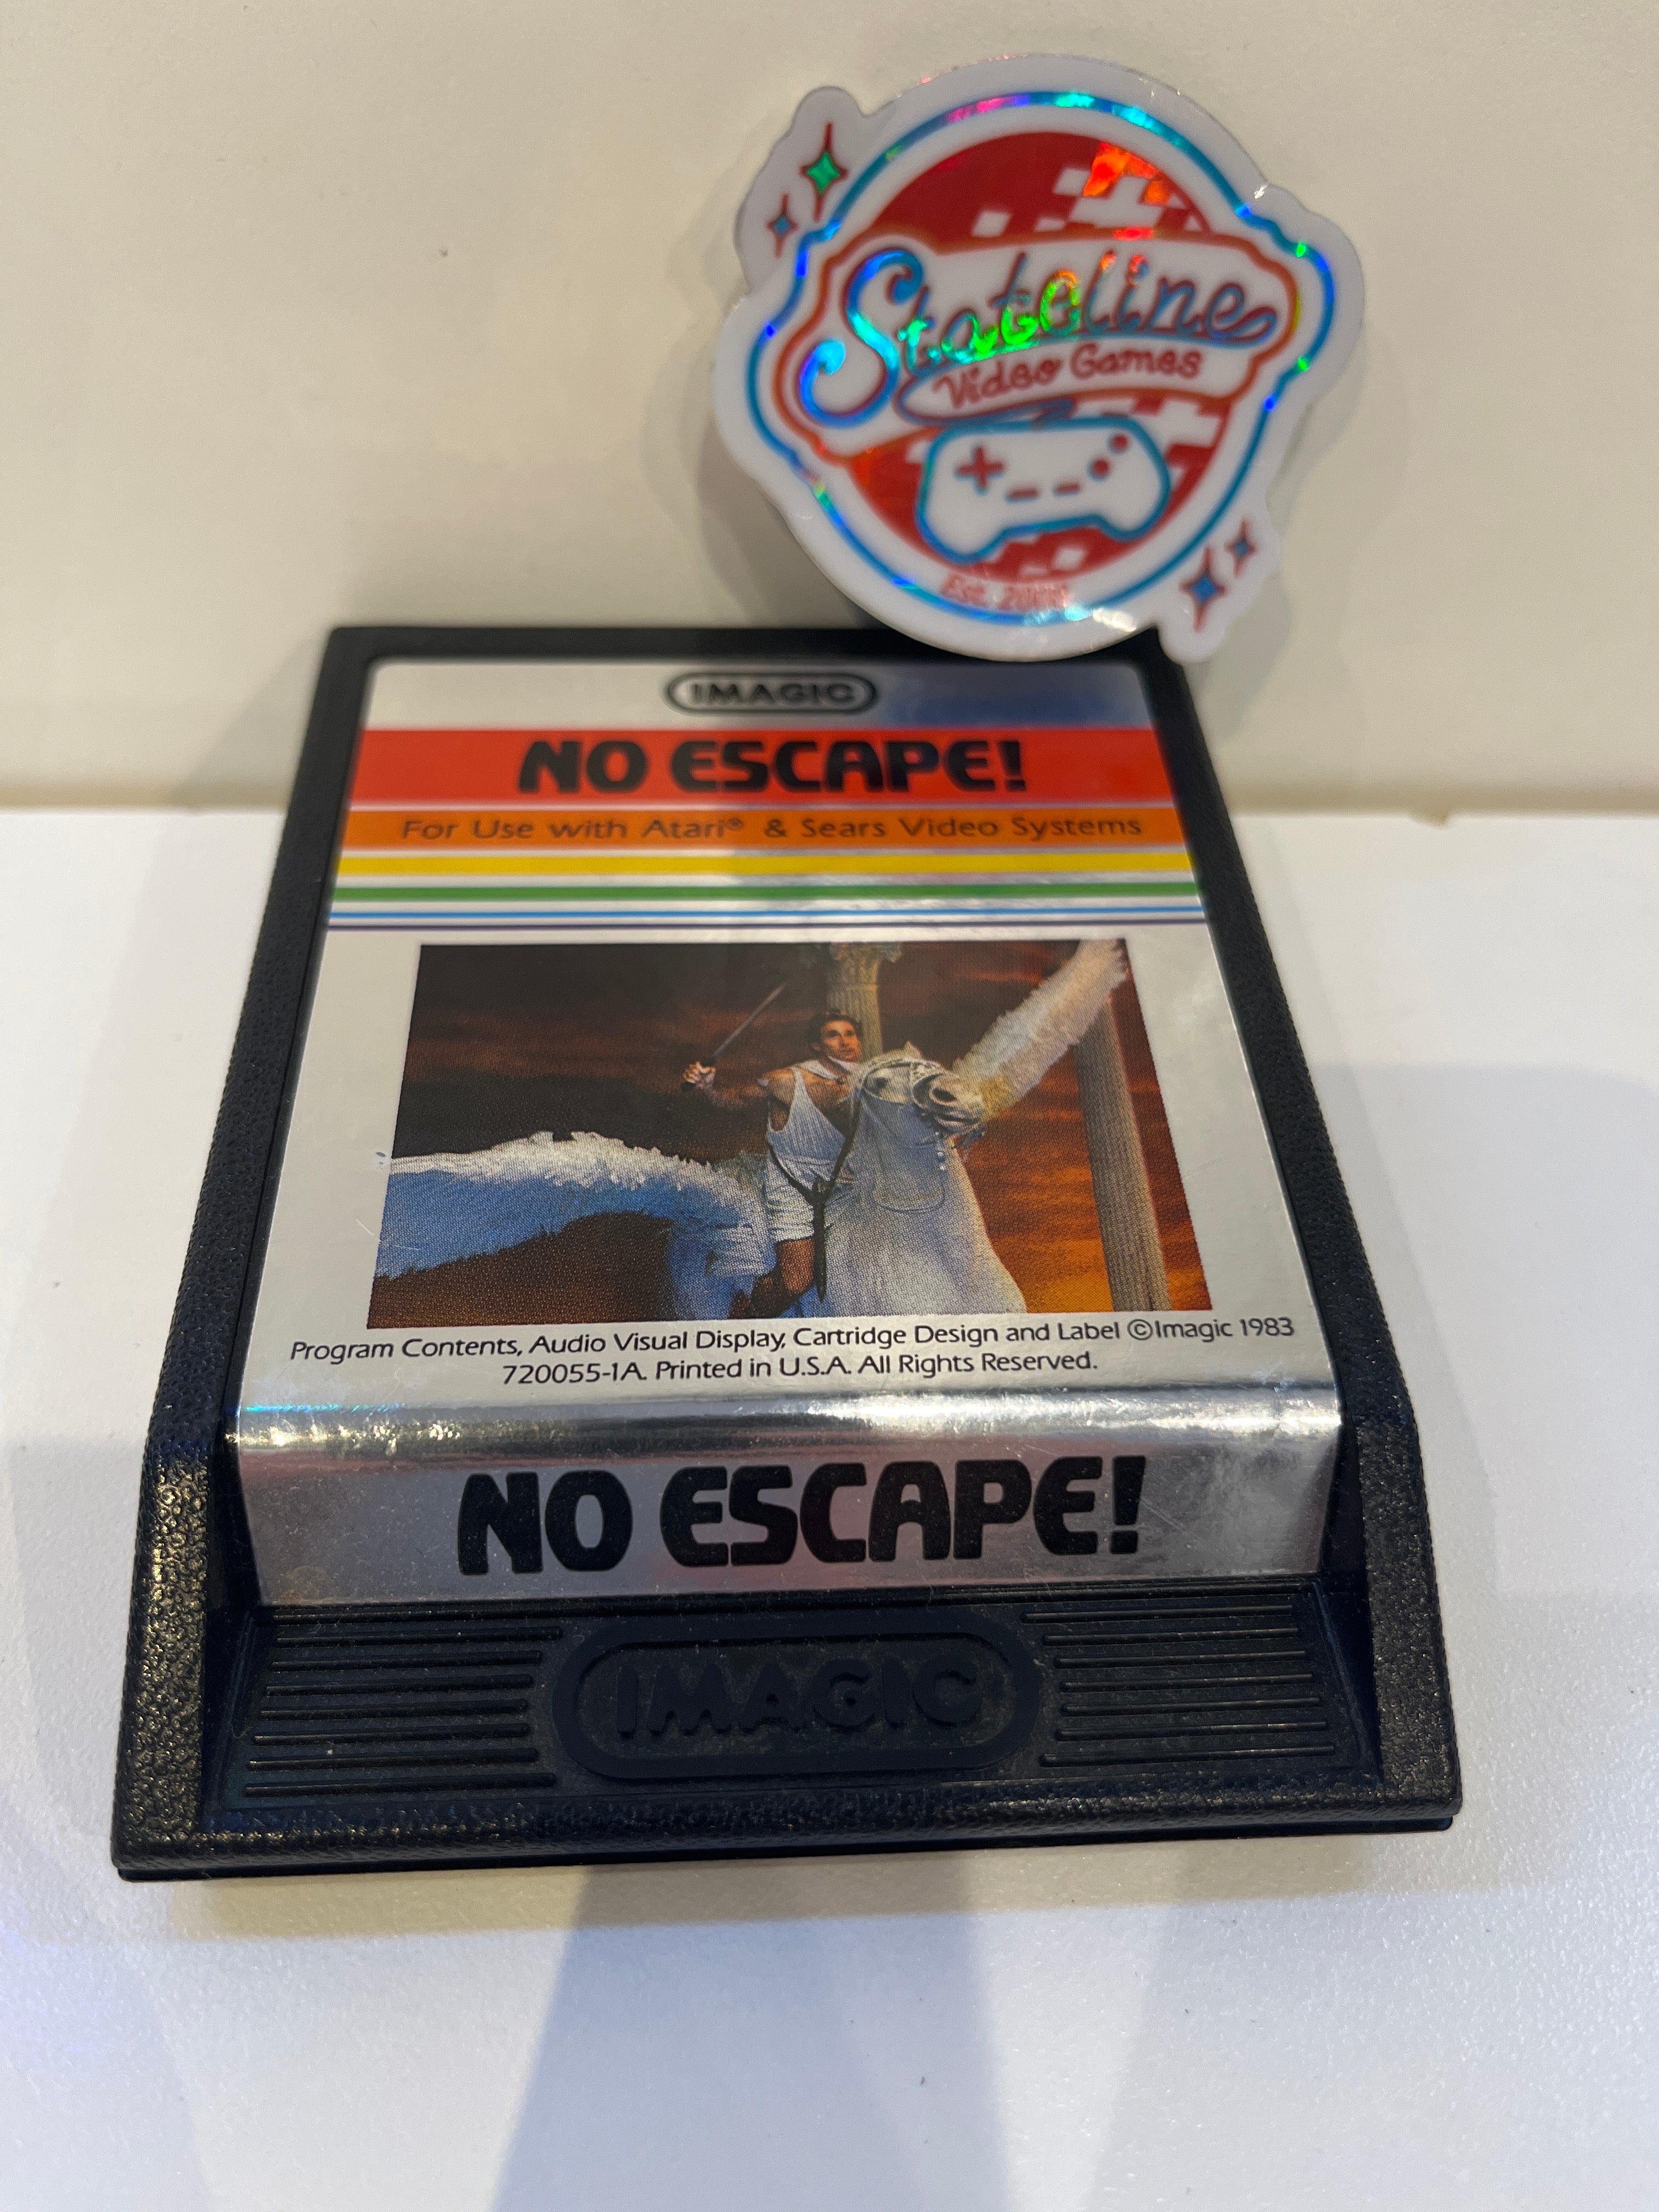 Stateline
Video Games
IMAGIC
NO ESCAPE!
For Use with Atari® & Sears Video Systems
Program Contents, Audio Visual Display, Cartridge Design and Label ©Imagic 1983
720055-1A. Printed in U.S.A. All Rights Reserved.
NO ESCAPE!
IMAGIC